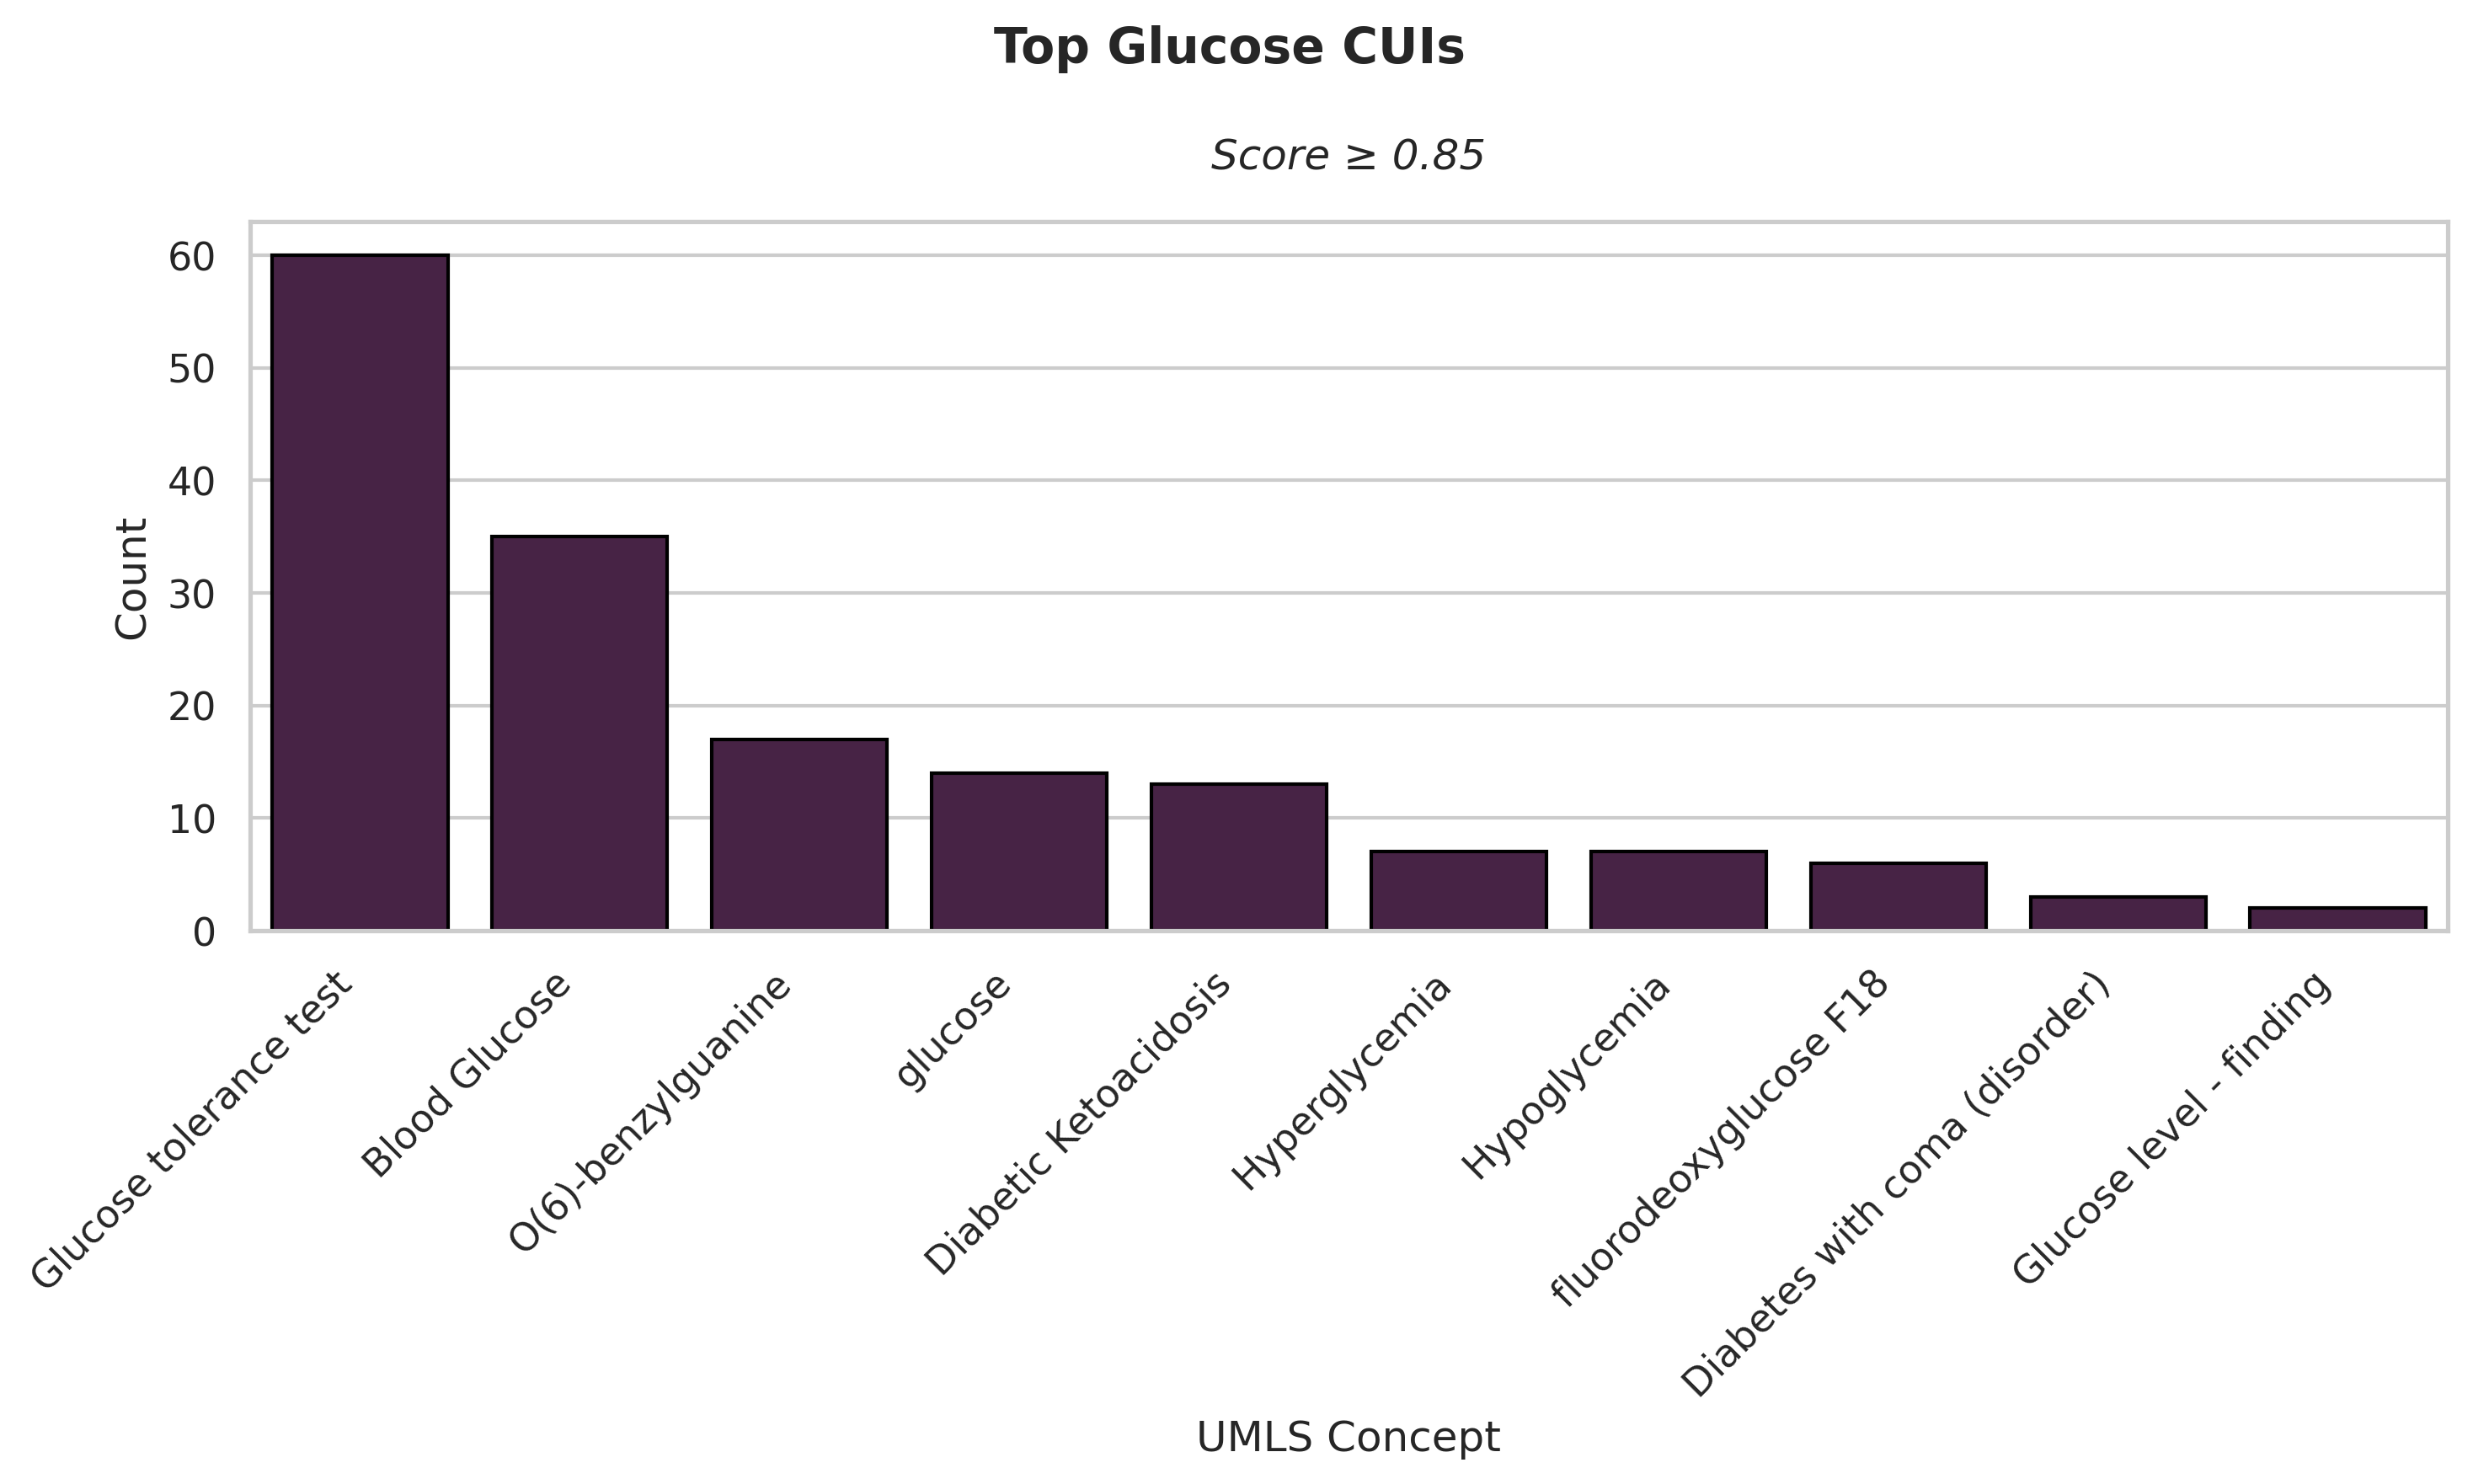 Top Glucose CUIs
Score ≥ 0.85
Count
60
50
40
30
20
10
0
Glucose tolerance test
Blood Glucose
O(6)-benzylguanine
glucose
Diabetic Ketoacidosis
Hyperglycemia
Hypoglycemia
fluorodeoxyglucose F18
Diabetes with coma (disorder)
Glucose level - finding
UMLS Concept